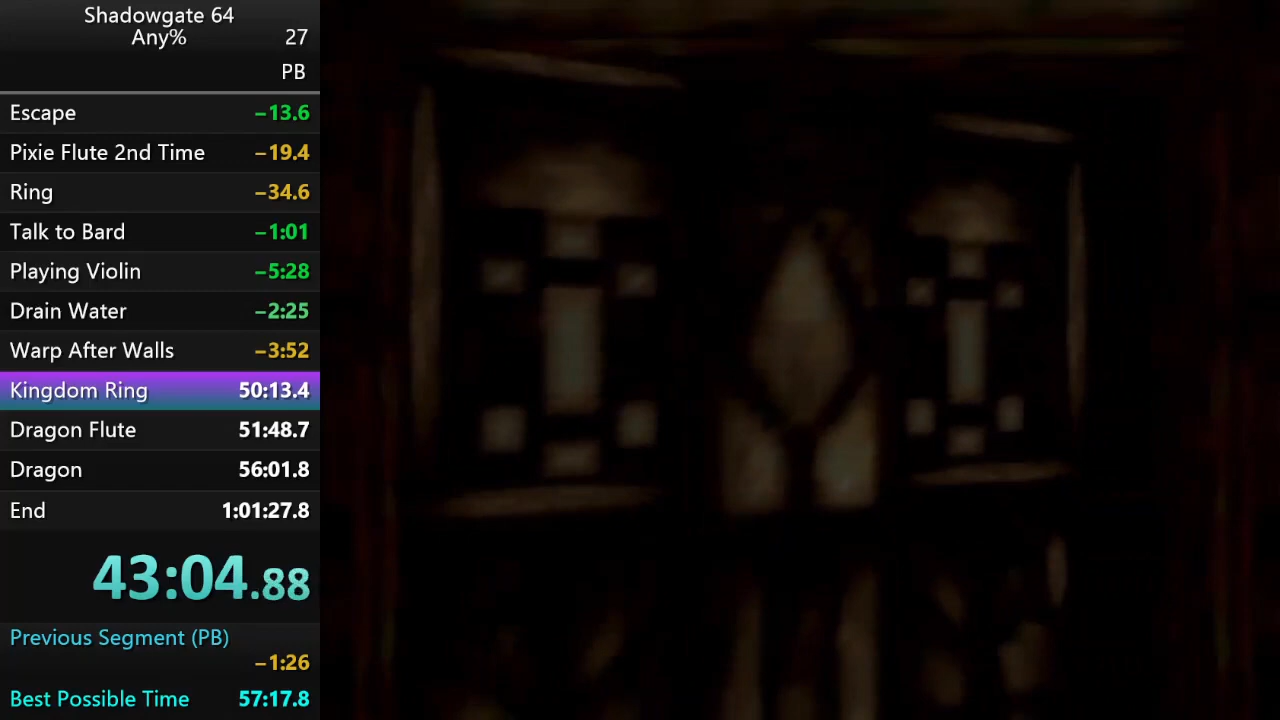 Shadowgate 64
Any% 27
PB
Escape −13.6
Pixie Flute 2nd Time −19.4
Ring −34.6
Talk to Bard −1:01
Playing Violin −5:28
Drain Water −2:25
Warp After Walls −3:52
Kingdom Ring 50:13.4
Dragon Flute 51:48.7
Dragon 56:01.8
End 1:01:27.8
43:04.88
Previous Segment (PB)
−1:26
Best Possible Time 57:17.8